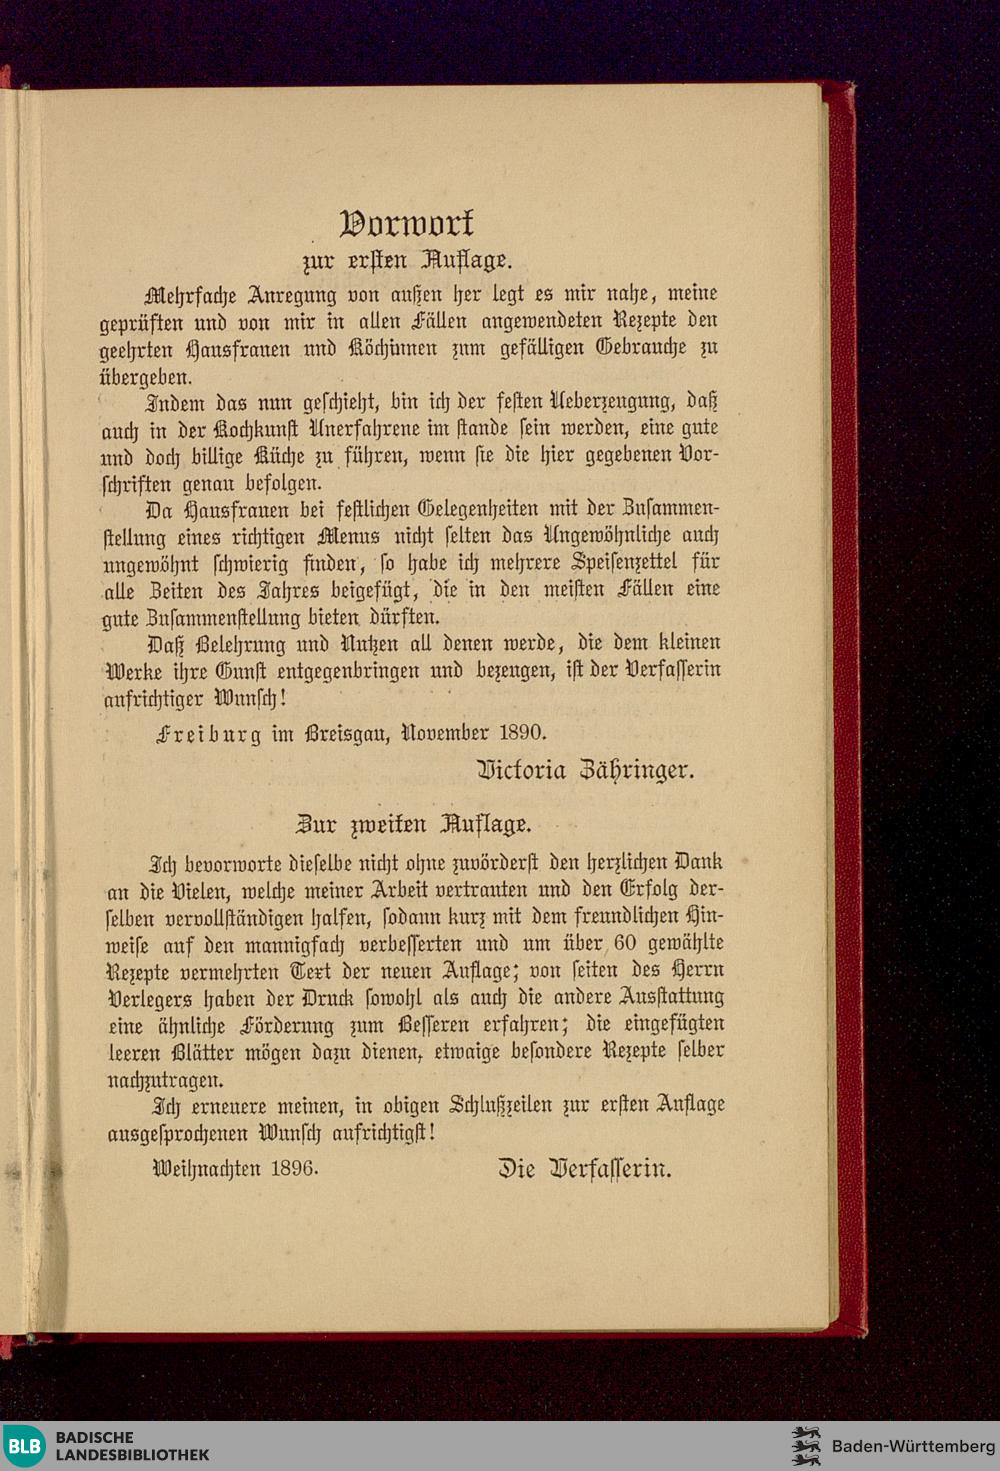 Vorwort
zur ersten Auflage.
Mehrfache Anregung von außen her legt es mir nahe, meine
geprüften und von mir in allen Fällen angewendeten Rezepte den
geehrten Hausfrauen und Köchinnen zum gefälligen Gebrauche zu
übergeben.
Indem das nun geschieht, bin ich der festen Ueberzeugung, daß
auch in der Kochkunst Unerfahrene im stande sein werden, eine gute
und doch billige Küche zu führen, wenn sie die hier gegebenen Vor-
schriften genau befolgen.
Da Hausfrauen bei festlichen Gelegenheiten mit der Zusammen-
stellung eines richtigen Menus nicht selten das Ungewöhnliche auch
ungewöhnt schwierig finden, so habe ich mehrere Speisenzettel für
alle Zeiten des Jahres beigefügt, die in den meisten Fällen eine
gute Zusammenstellung bieten dürften.
Daß Belehrung und Nutzen all denen werde, die dem kleinen
Werke ihre Gunst entgegenbringen und bezeugen, ist der Verfasserin
aufrichtiger Wunsch!
Freiburg im Breisgau, November 1890.
Victoria Zähringer.
Zur zweiten Auflage.
Ich bevorworte dieselbe nicht ohne zuvörderst den herzlichen Dank
an die Vielen, welche meiner Arbeit vertrauten und den Erfolg der-
selben vervollständigen halfen, sodann kurz mit dem freundlichen Hin-
weise auf den mannigfach verbesserten und um über 60 gewählte
Rezepte vermehrten Text der neuen Auflage; von seiten des Herrn
Verlegers haben der Druck sowohl als auch die andere Ausstattung
eine ähnliche Förderung zum Besseren erfahren; die eingefügten
leeren Blätter mögen dazu dienen, etwaige besondere Rezepte selber
nachzutragen.
Ich erneuere meinen, in obigen Schlußzeilen zur ersten Auflage
ausgesprochenen Wunsch aufrichtigst!
Weihnachten 1896. Die Verfasserin.
BLB BADISCHE
LANDESBIBLIOTHEK
Baden-Württemberg